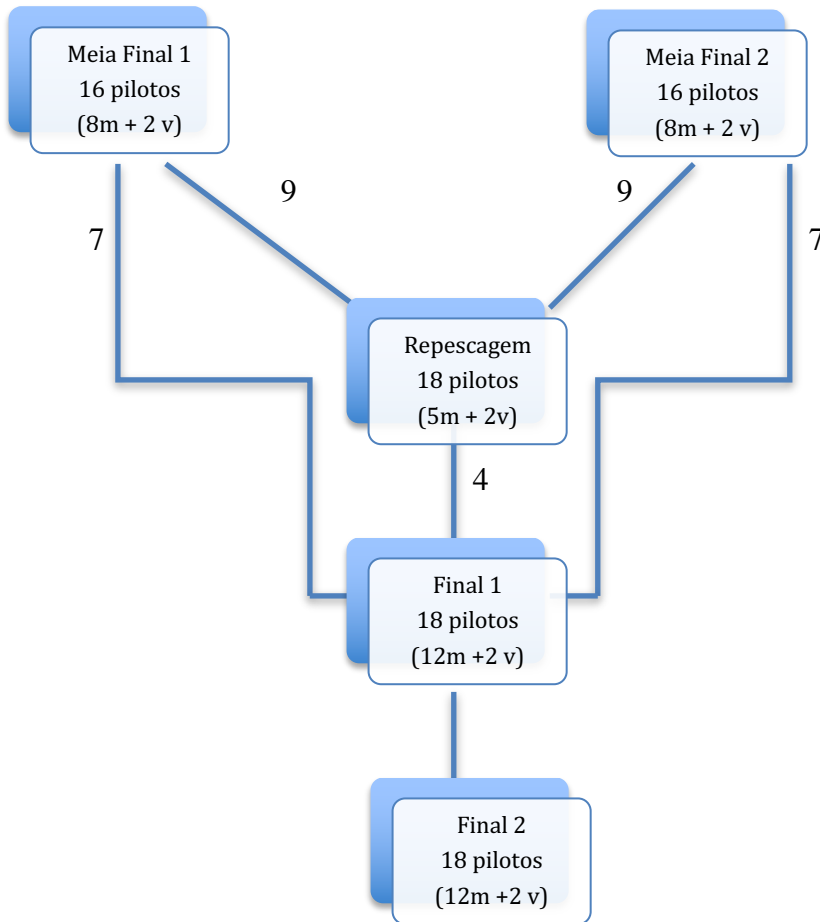 Meia Final 1
16 pilotos
(8m + 2 v)
Meia Final 2
16 pilotos
(8m + 2 v)
9
9
7
7
Repescagem
18 pilotos
(5m + 2v)
4
Final 1
18 pilotos
(12m +2 v)
Final 2
18 pilotos
(12m +2 v)